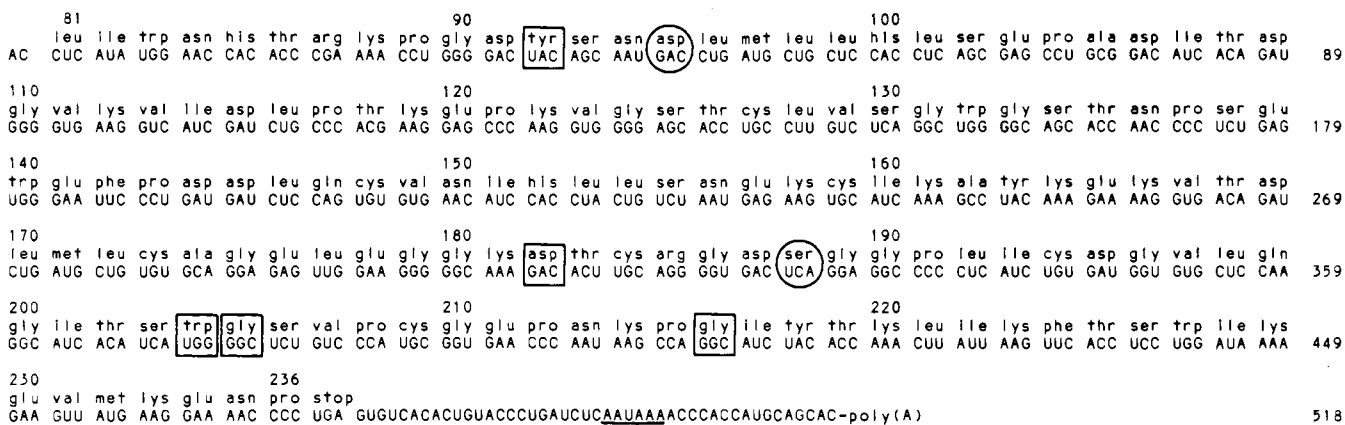 81 90 100
leu ile trp asn his thr arg lys pro gly asp tyr ser asn asp leu met leu leu his leu ser glu pro ala asp ile thr asp
AC CUC AUA UGG AAC CAC ACC CGA AAA CCU GGG GAC UAC AGC AAU GAC CUG AUG CUG CUC CAC CUC AGC GAG CCU GCG GAC AUC ACA GAU 89
110 120 130
gly val lys val ile asp leu pro thr lys glu pro lys val gly ser thr cys leu val ser gly trp gly ser thr asn pro ser glu
GGG GUG AAG GUC AUC GAU CUG CCC ACG AAG GAG CCC AAG GUG GGG AGC ACC UGC CUU GUC UCA GGC UGG GGC AGC ACC AAC CCC UCU GAG 179
140 150 160
trp glu phe pro asp asp leu gln cys val asn ile his leu leu ser asn glu lys cys ile lys ala tyr lys glu lys val thr asp
UGG GAA UUC CCU GAU GAU CUC CAG UGU GUG AAC AUC CAC CUA CUG UCU AAU GAG AAG UGC AUC AAA GCC UAC AAA GAA AAG GUG ACA GAU 269
170 180 190
leu met leu cys ala gly glu leu glu gly gly lys asp thr cys arg gly asp ser gly gly pro leu ile cys asp gly val leu gln
CUG AUG CUG UGU GCA GGA GAG UUG GAA GGG GGC AAA GAC ACU UGC AGG GGU GAC UCA GGA GGC CCC CUC AUC UGU GAU GGU GUG CUC CAA 359
200 210 220
gly ile thr ser trp gly ser val pro cys gly glu pro asn lys pro gly ile tyr thr lys leu ile lys phe thr ser trp ile lys
GGC AUC ACA UCA UGG GGC UCU GUC CCA UGC GGU GAA CCC AAU AAG CCA GGC AUC UAC ACC AAA CUU AUU AAG UUC ACC UCC UGG AUA AAA 449
230 236
glu val met lys glu asn pro stop
GAA GUU AUG AAG GAA AAC CCC UGA GUGUCACACUGUACCCUGAUCUCAAUAAAACCCACCAUGCAGCAC-poly(A) 518